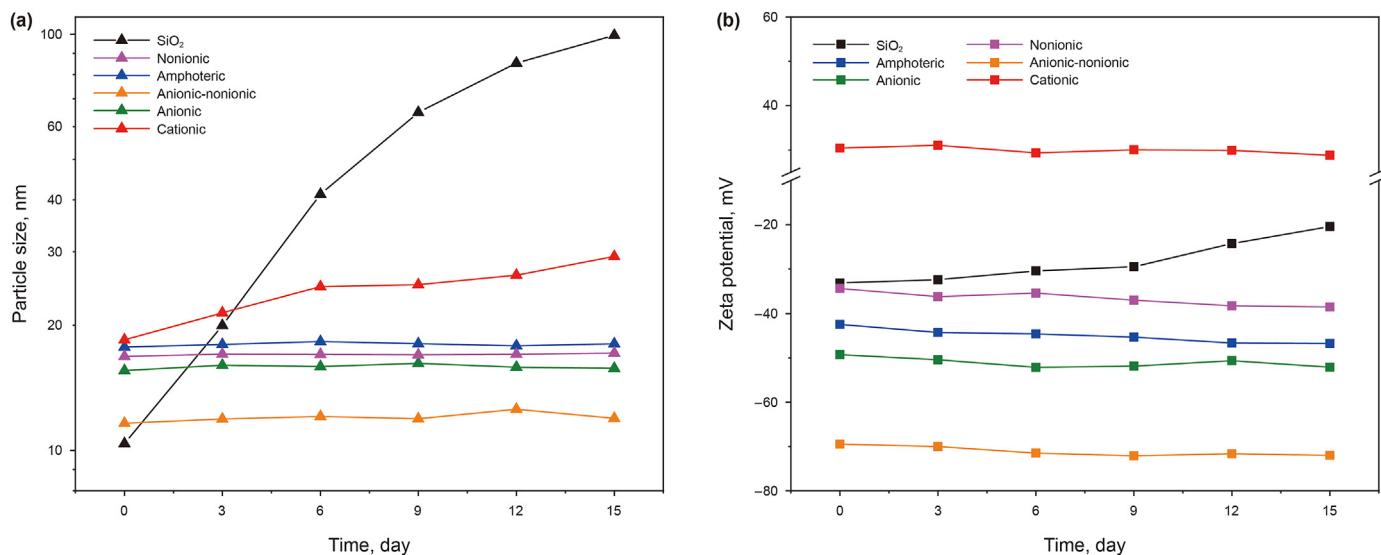 (a)
100
40
30
20
10
Particle size, nm
SiO₂
Nonionic
Amphoteric
Anionic-nonionic
Anionic
Cationic
0 3 6 9 12 15
Time, day
(b)
60
40
−20
−40
−60
−80
Zeta potential, mV
SiO₂ Nonionic
Amphoteric Anionic-nonionic
Anionic Cationic
0 3 6 9 12 15
Time, day